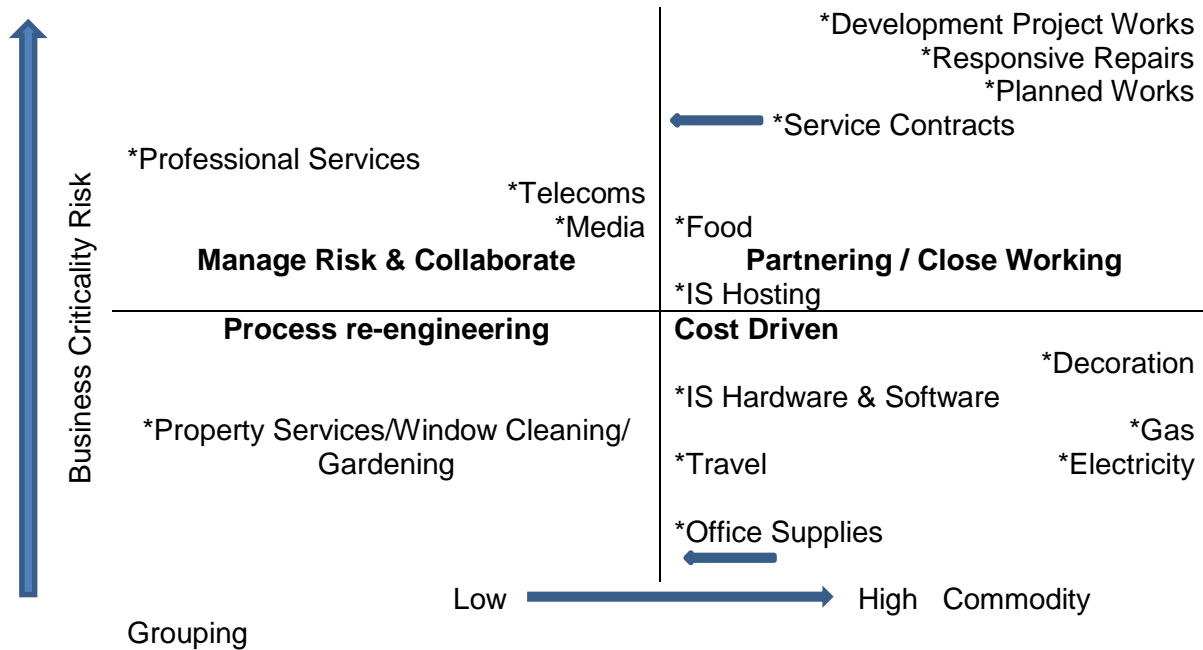 *Development Project Works
*Responsive Repairs
*Planned Works
*Service Contracts
*Professional Services
*Telecoms
*Media
*Food
Manage Risk & Collaborate
Partnering / Close Working
*IS Hosting
Process re-engineering
Cost Driven
*Decoration
*IS Hardware & Software
*Property Services/Window Cleaning/
Gardening
*Gas
*Travel
*Electricity
*Office Supplies
Business Criticality Risk
Low
High Commodity
Grouping